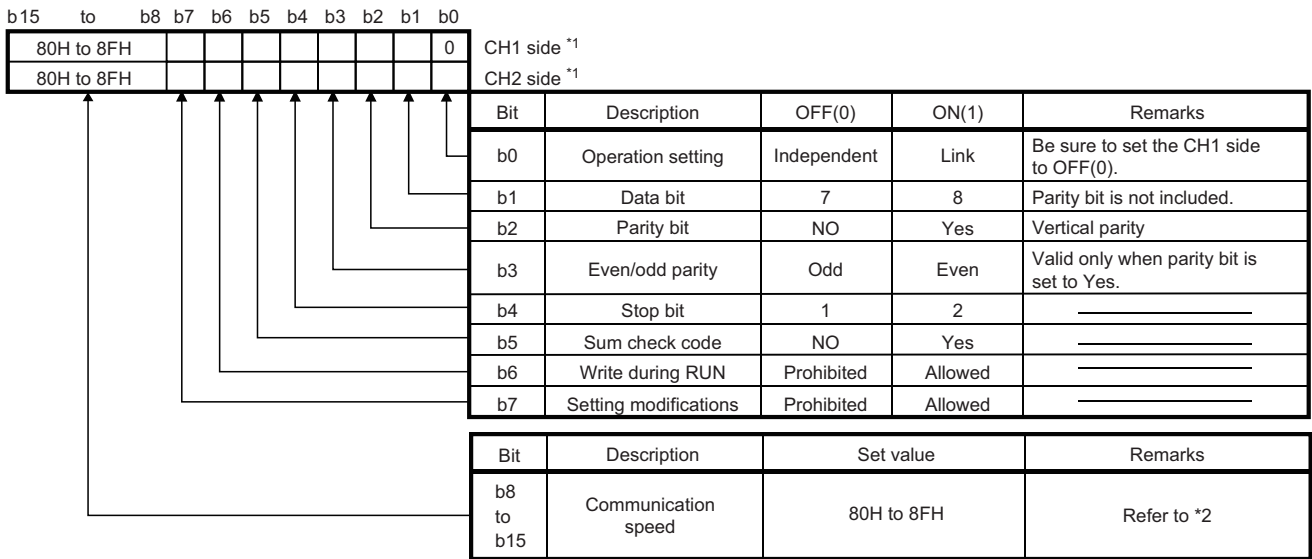 b15 to b8 b7 b6 b5 b4 b3 b2 b1 b0
80H to 8FH 0 CH1 side *1
80H to 8FH CH2 side *1
Bit Description OFF(0) ON(1) Remarks
b0 Operation setting Independent Link Be sure to set the CH1 side
to OFF(0).
b1 Data bit 7 8 Parity bit is not included.
b2 Parity bit NO Yes Vertical parity
b3 Even/odd parity Odd Even Valid only when parity bit is
set to Yes.
b4 Stop bit 1 2
b5 Sum check code NO Yes
b6 Write during RUN Prohibited Allowed
b7 Setting modifications Prohibited Allowed
Bit Description Set value Remarks
b8
to
b15
Communication
speed
80H to 8FH
Refer to *2